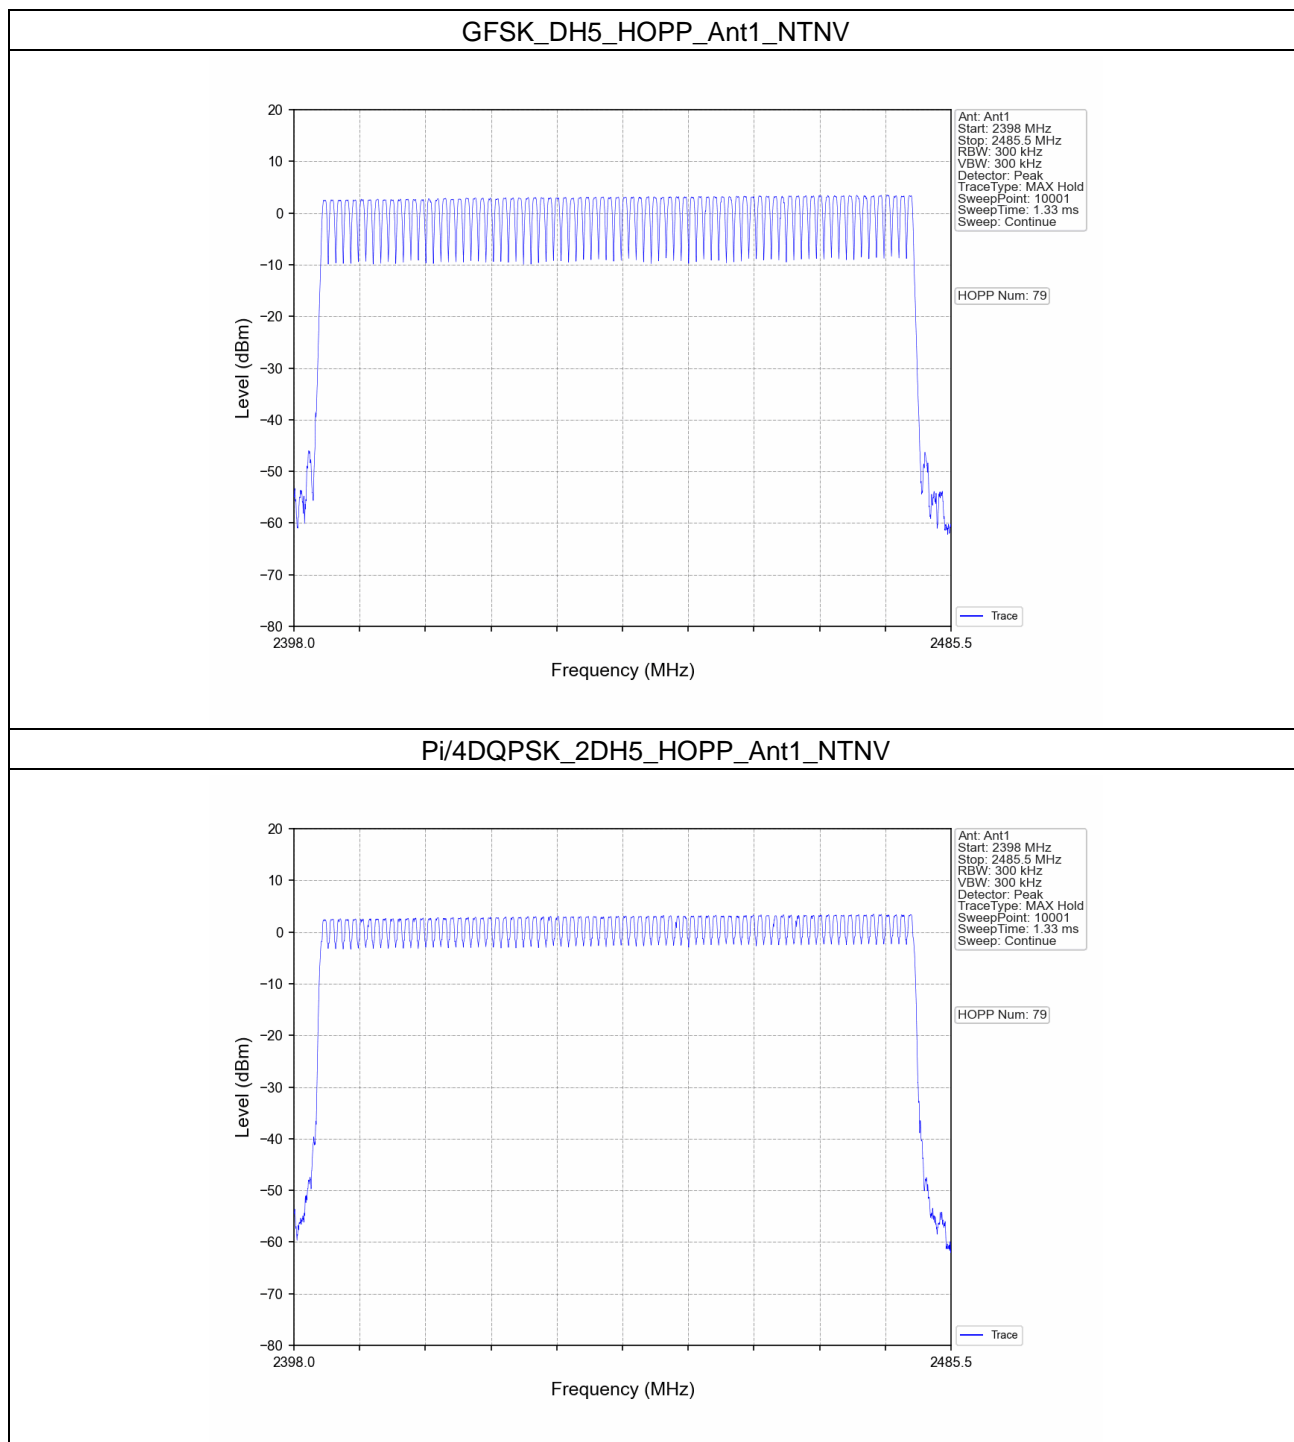 GFSK_DH5_HOPP_Ant1_NTNV
20
10
0
−10
−20
−30
−40
−50
−60
−70
−80
Level (dBm)
2398.0
2485.5
Frequency (MHz)
Ant: Ant1
Start: 2398 MHz
Stop: 2485.5 MHz
RBW: 300 kHz
VBW: 300 kHz
Detector: Peak
TraceType: MAX Hold
SweepPoint: 10001
SweepTime: 1.33 ms
Sweep: Continue
HOPP Num: 79
Trace
Pi/4DQPSK_2DH5_HOPP_Ant1_NTNV
20
10
0
−10
−20
−30
−40
−50
−60
−70
−80
Level (dBm)
2398.0
2485.5
Frequency (MHz)
Ant: Ant1
Start: 2398 MHz
Stop: 2485.5 MHz
RBW: 300 kHz
VBW: 300 kHz
Detector: Peak
TraceType: MAX Hold
SweepPoint: 10001
SweepTime: 1.33 ms
Sweep: Continue
HOPP Num: 79
Trace